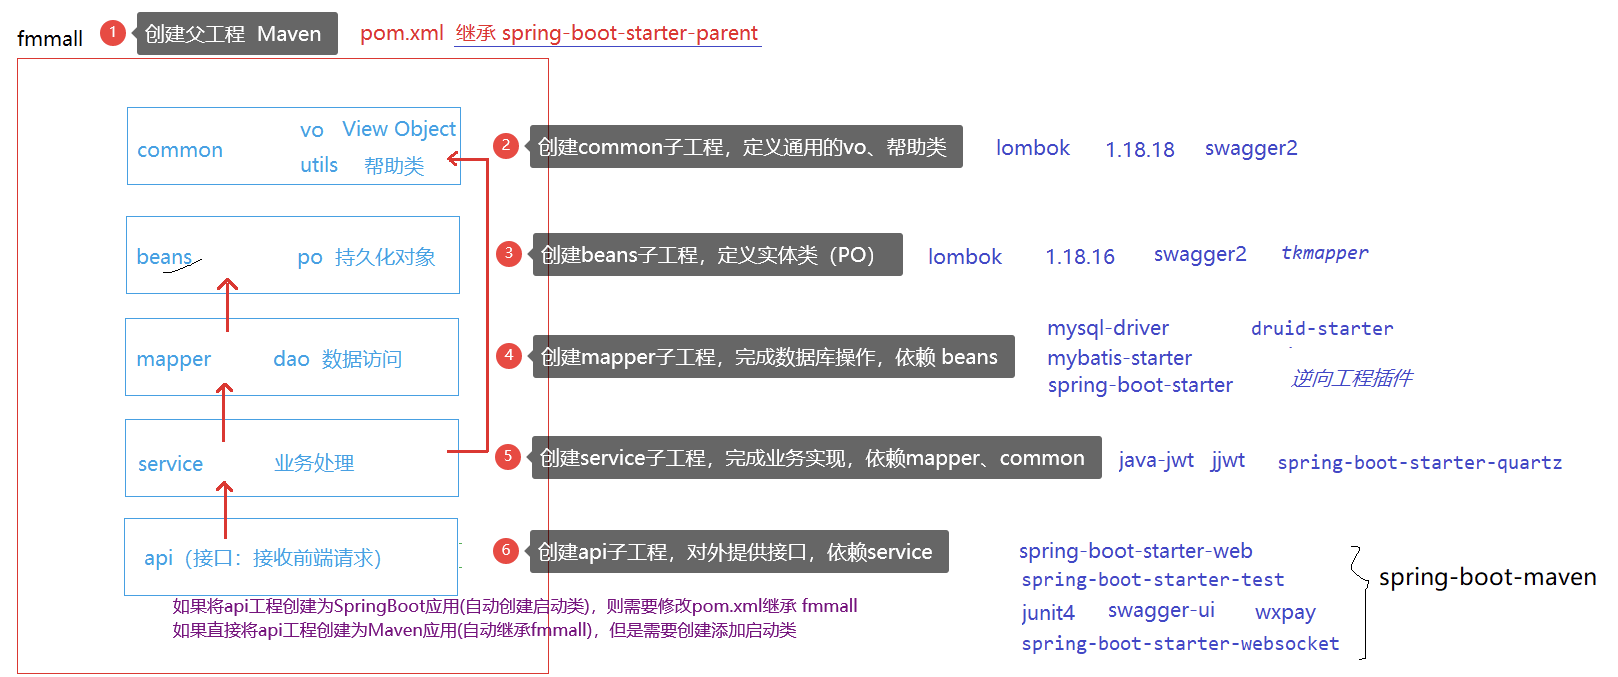 fmmall 1 创建父工程 Maven pom.xml 继承 spring-boot-starter-parent
common vo View Object
utils 帮助类
2 创建common子工程，定义通用的vo、帮助类 lombok 1.18.18 swagger2
beans po 持久化对象
3 创建beans子工程，定义实体类（PO） lombok 1.18.16 swagger2 tkmapper
mapper dao 数据访问
4 创建mapper子工程，完成数据库操作，依赖 beans
mysql-driver druid-starter
mybatis-starter
spring-boot-starter 逆向工程插件
service 业务处理
5 创建service子工程，完成业务实现，依赖mapper、common java-jwt jjwt spring-boot-starter-quartz
api（接口：接收前端请求）
6 创建api子工程，对外提供接口，依赖service
spring-boot-starter-web
spring-boot-starter-test
junit4 swagger-ui wxpay
spring-boot-starter-websocket
spring-boot-maven
如果将api工程创建为SpringBoot应用(自动创建启动类)，则需要修改pom.xml继承 fmmall
如果直接将api工程创建为Maven应用(自动继承fmmall)，但是需要创建添加启动类